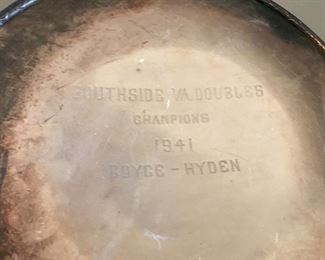 SOUTHSIDE VA. DOUBLES
CHAMPIONS
1941
BOYCE - HYDEN